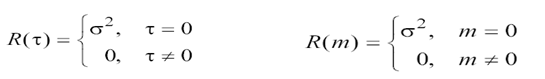 R(τ) = { σ², τ = 0
0, τ ≠ 0
R(m) = { σ², m = 0
0, m ≠ 0